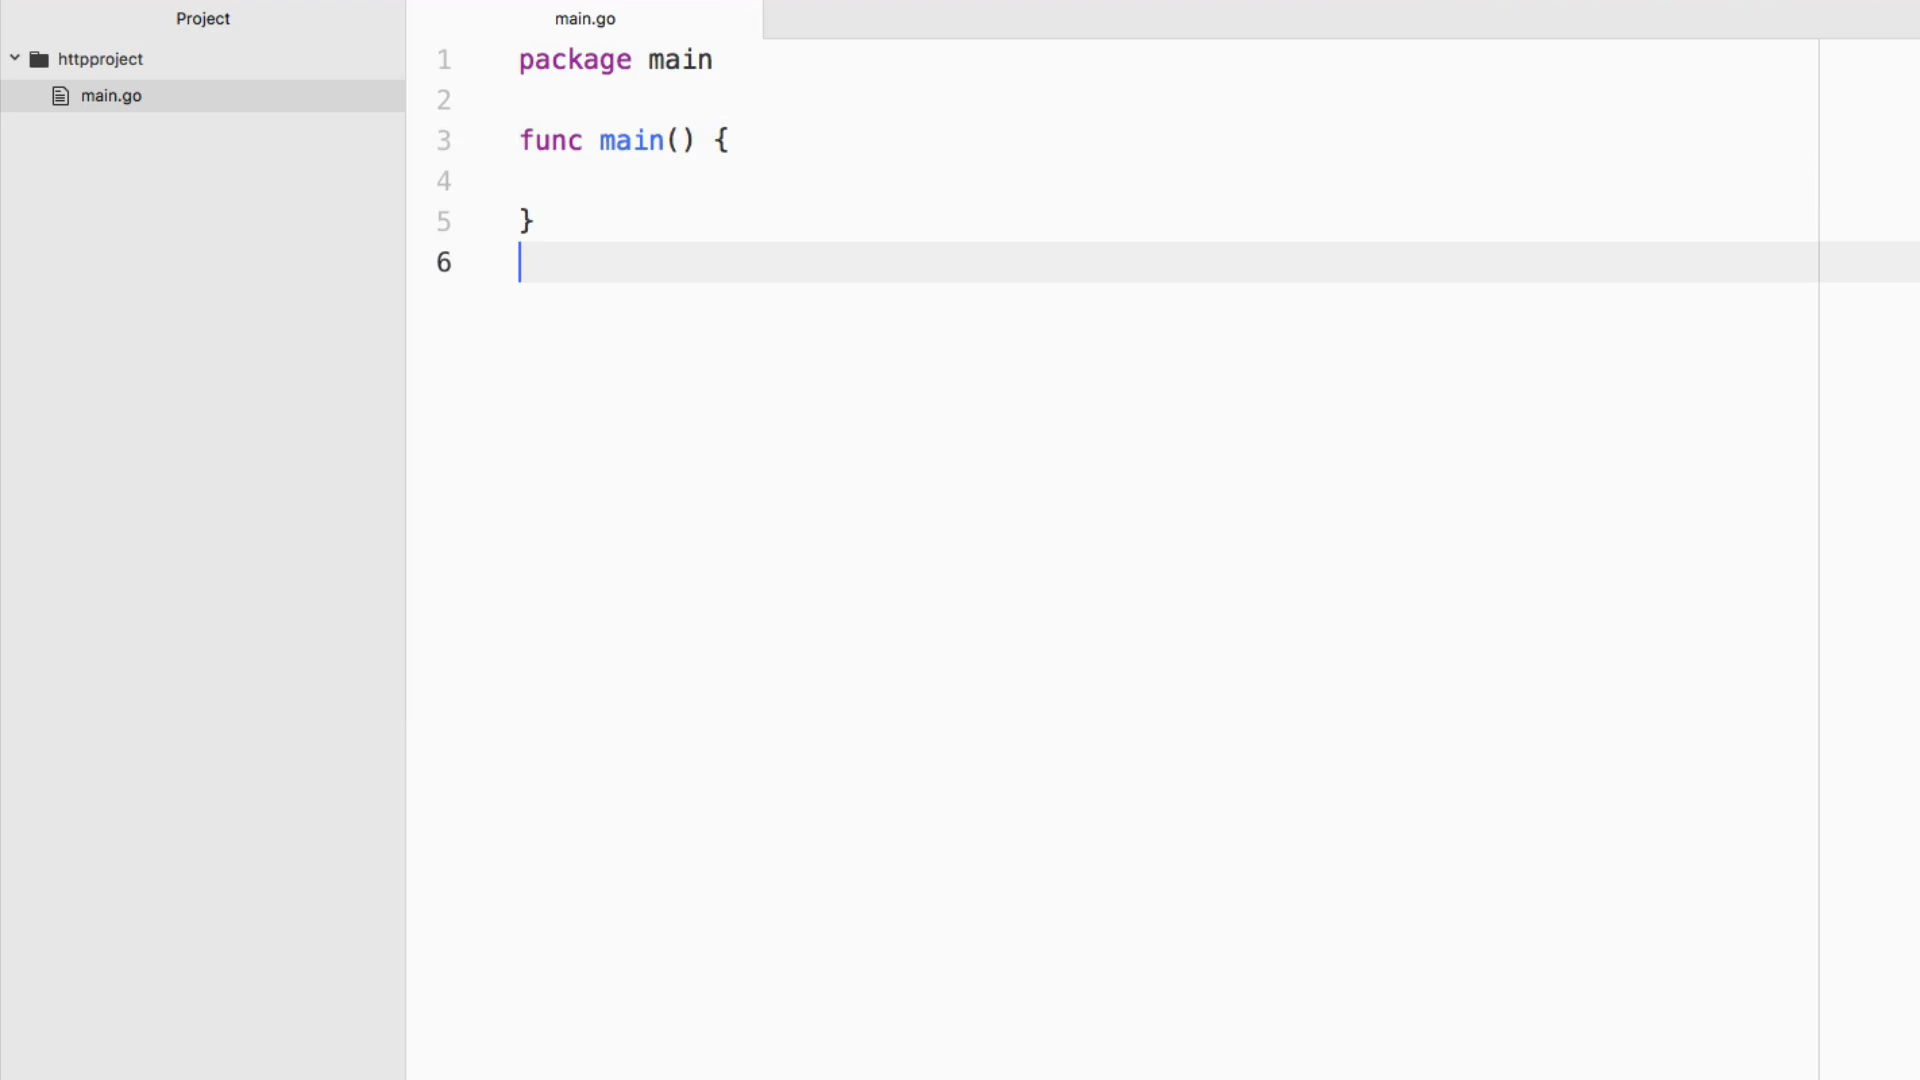 Project
httpproject
main.go
main.go
1 package main
2
3 func main() {
4
5 }
6